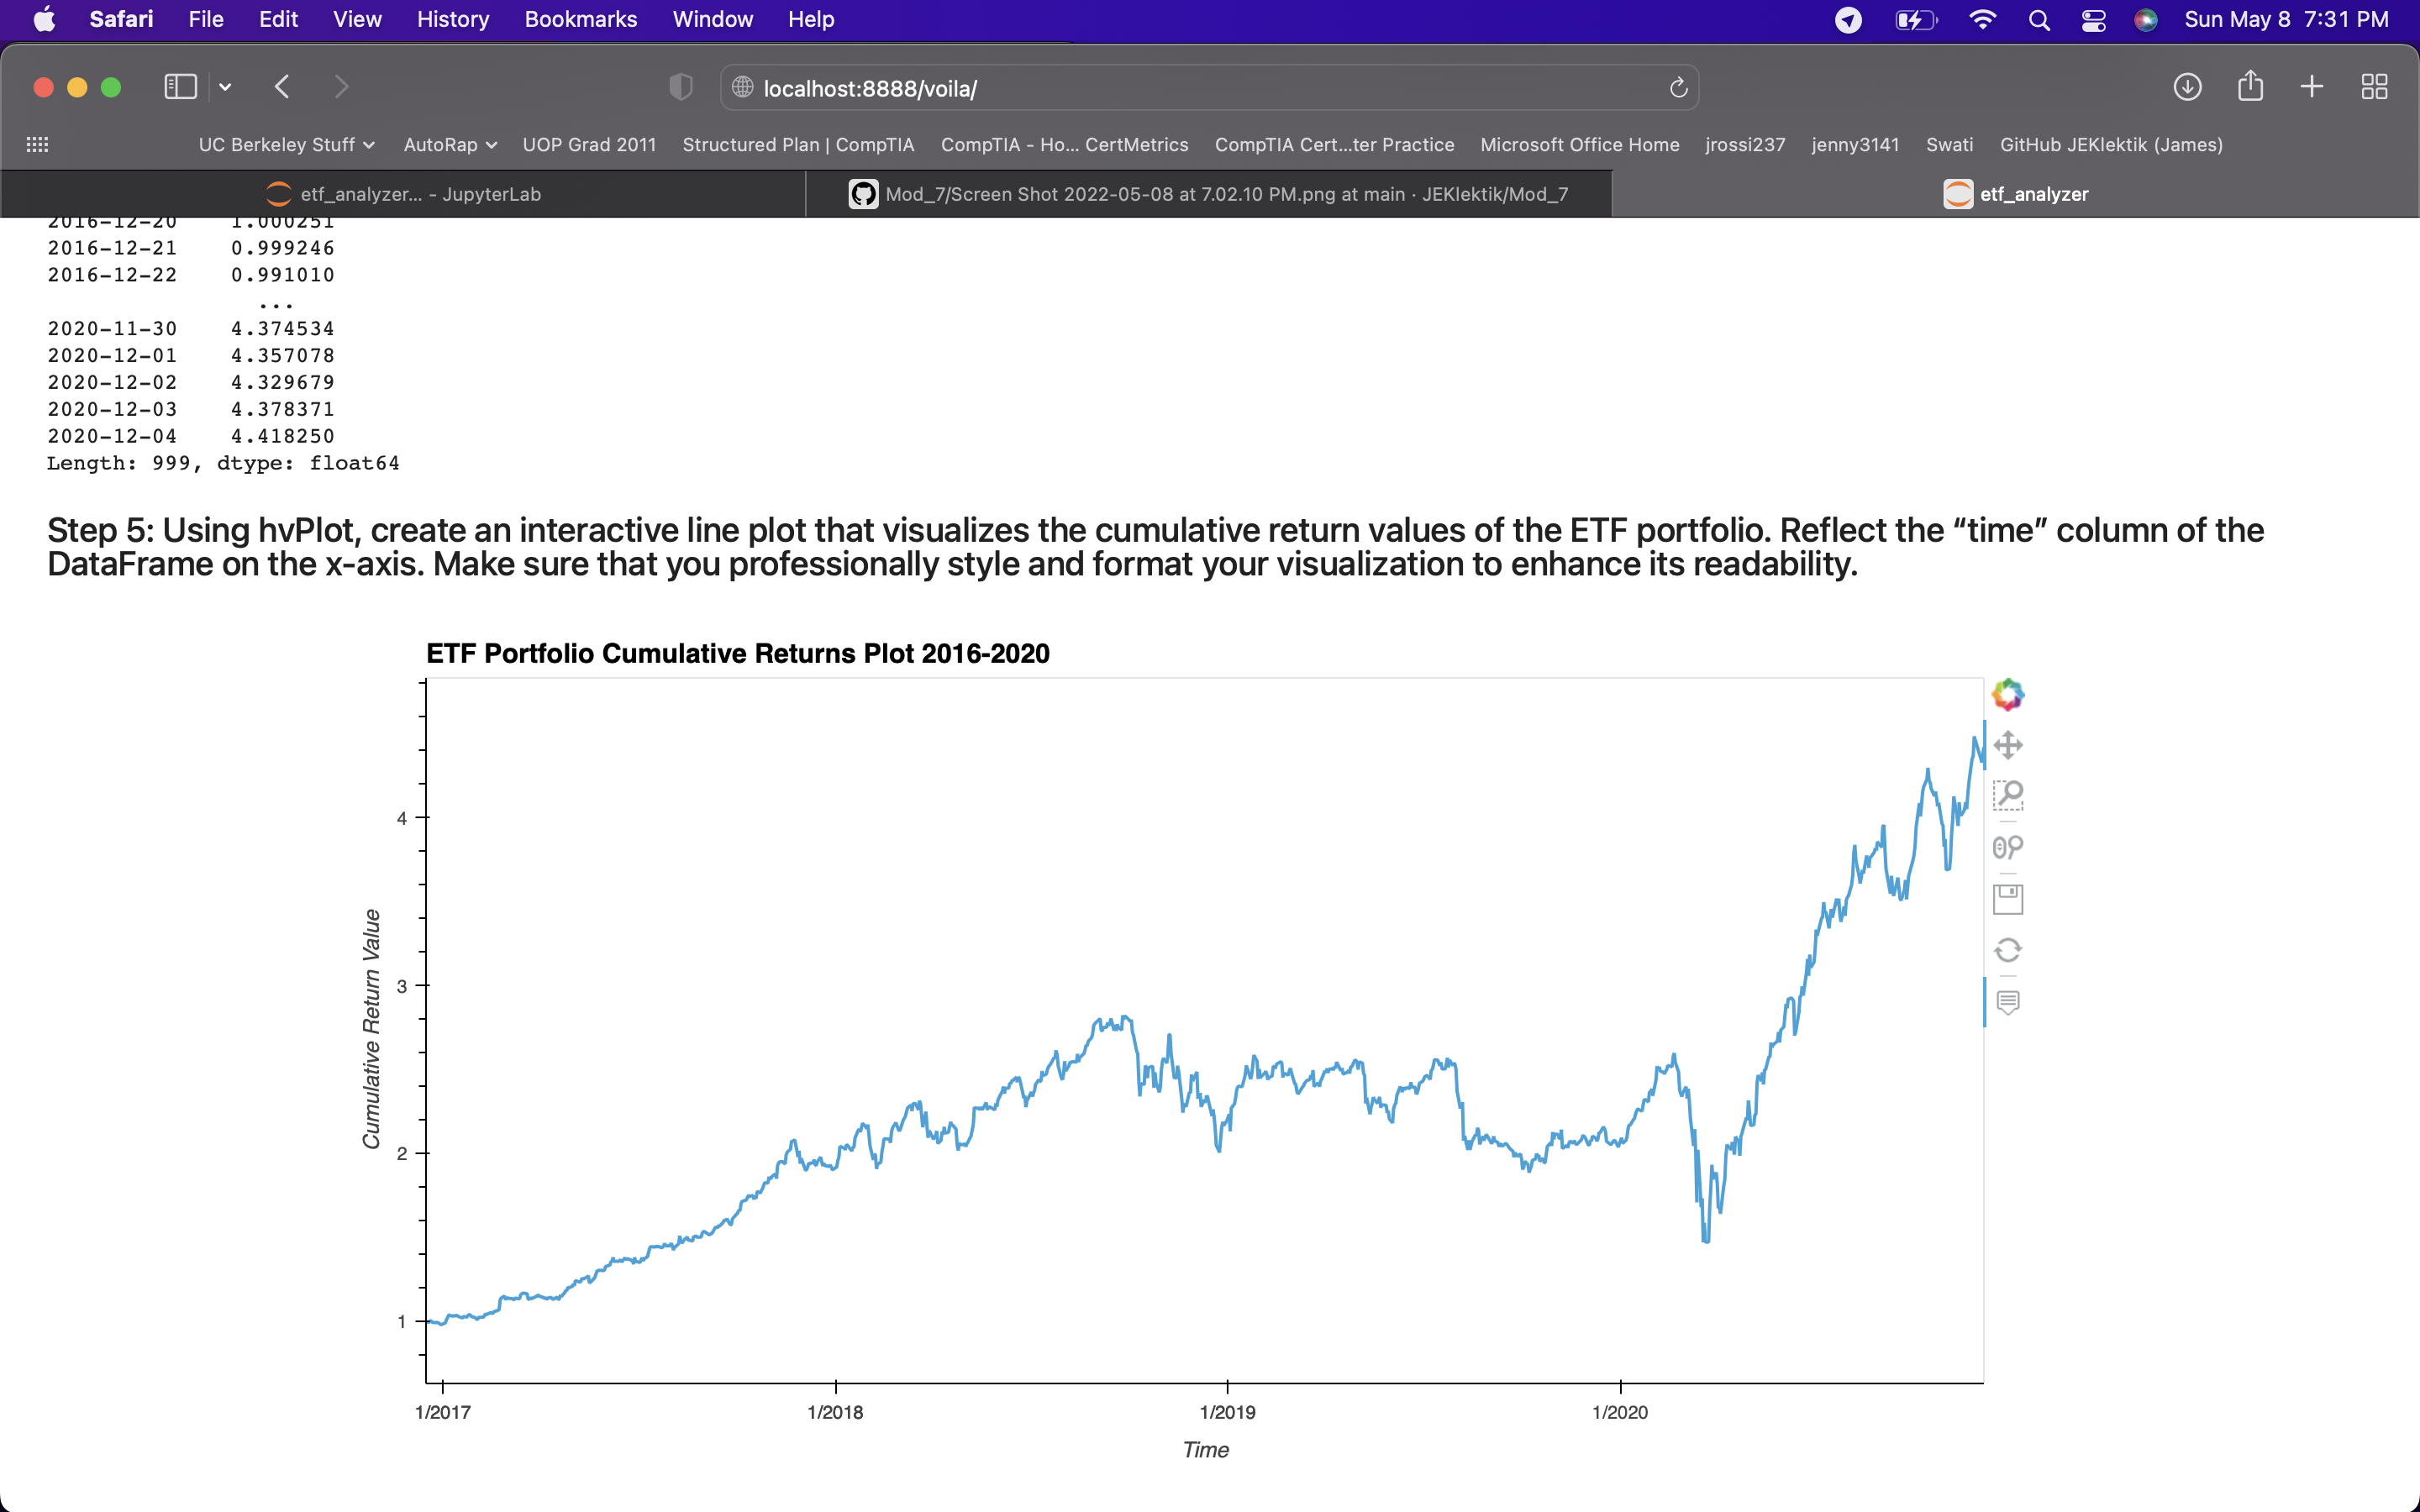 Safari File Edit View History Bookmarks Window Help Sun May 8 7:31 PM
localhost:8888/voila/
UC Berkeley Stuff AutoRap UOP Grad 2011 Structured Plan | CompTIA CompTIA - Ho... CertMetrics CompTIA Cert...ter Practice Microsoft Office Home jrossi237 jenny3141 Swati GitHub JEKlektik (James)
etf_analyzer... - JupyterLab Mod_7/Screen Shot 2022-05-08 at 7.02.10 PM.png at main · JEKlektik/Mod_7 etf_analyzer
2016-12-20 1.000251
2016-12-21 0.999246
2016-12-22 0.991010
...
2020-11-30 4.374534
2020-12-01 4.357078
2020-12-02 4.329679
2020-12-03 4.378371
2020-12-04 4.418250
Length: 999, dtype: float64
Step 5: Using hvPlot, create an interactive line plot that visualizes the cumulative return values of the ETF portfolio. Reflect the “time” column of the
DataFrame on the x-axis. Make sure that you professionally style and format your visualization to enhance its readability.
ETF Portfolio Cumulative Returns Plot 2016-2020
4
3
2
1
Cumulative Return Value
1/2017 1/2018 1/2019 1/2020
Time